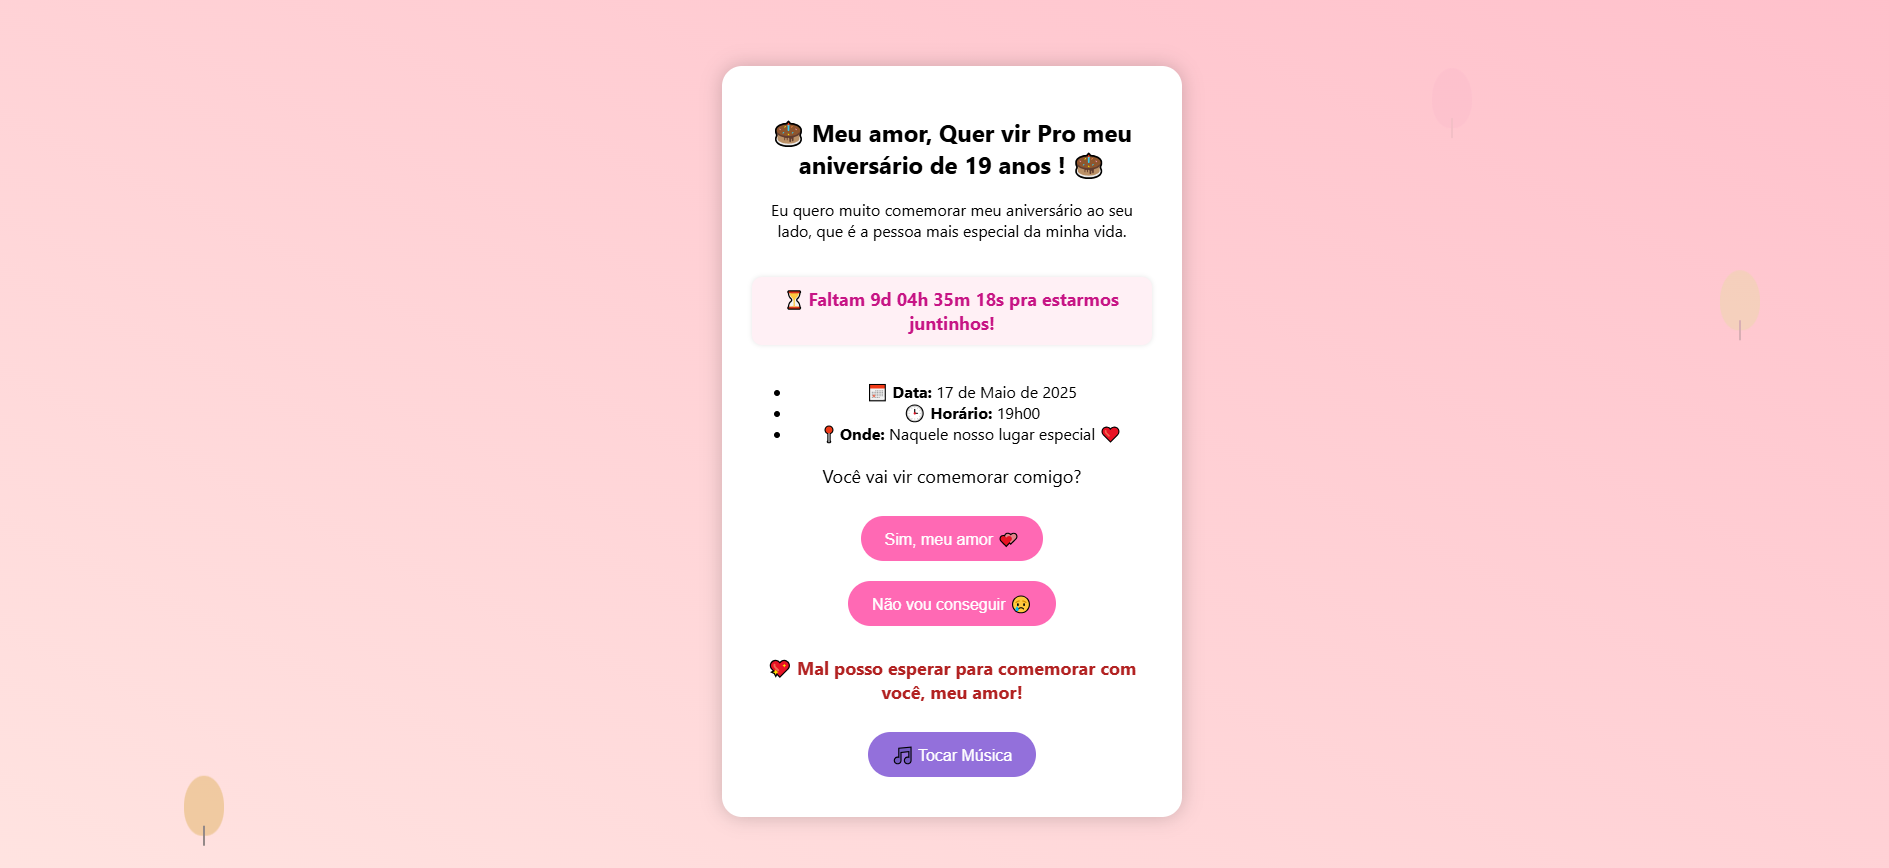 🎂 Meu amor, Quer vir Pro meu
aniversário de 19 anos ! 🎂
Eu quero muito comemorar meu aniversário ao seu
lado, que é a pessoa mais especial da minha vida.
⏳ Faltam 9d 04h 35m 18s pra estarmos
juntinhos!
• 📅 Data: 17 de Maio de 2025
• 🕒 Horário: 19h00
• 📍 Onde: Naquele nosso lugar especial ❤️
Você vai vir comemorar comigo?
Sim, meu amor 💕
Não vou conseguir 😢
💖 Mal posso esperar para comemorar com
você, meu amor!
🎵 Tocar Música